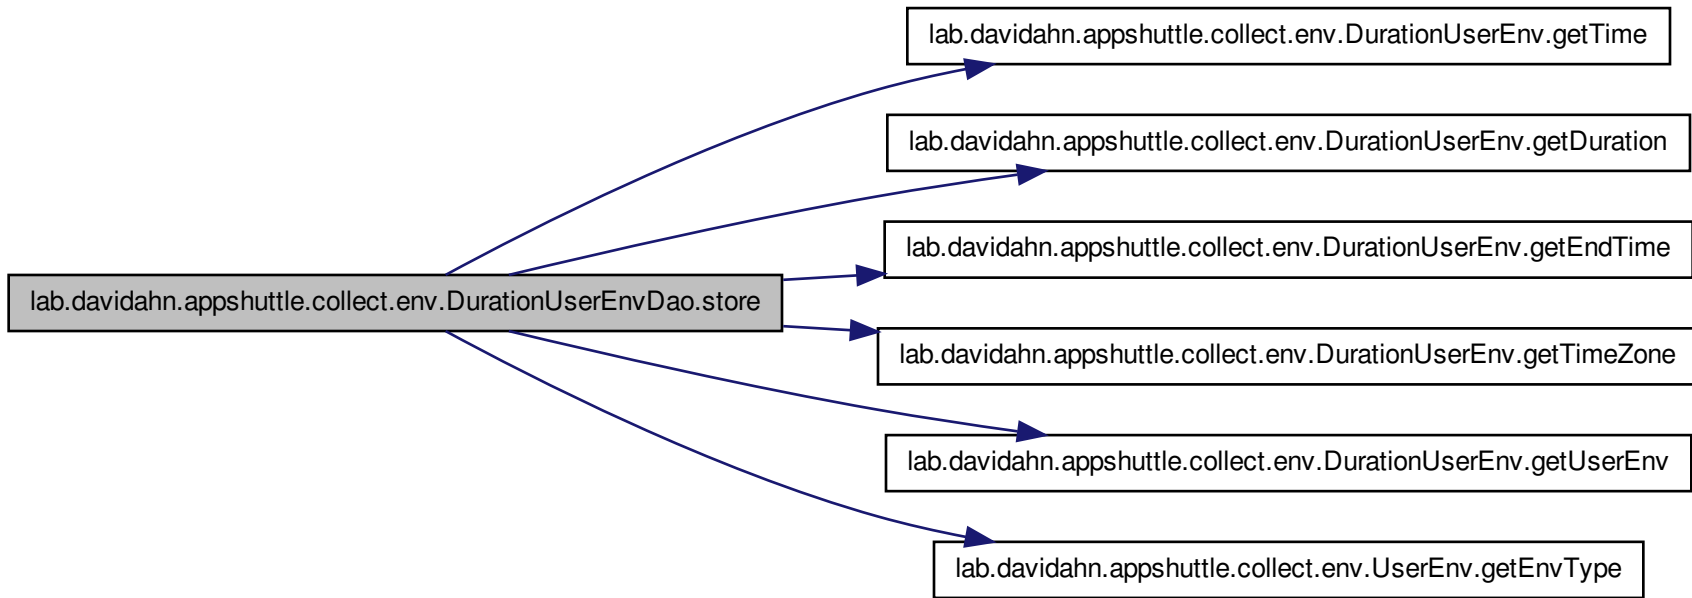 lab.davidahn.appshuttle.collect.env.DurationUserEnv.getTime
lab.davidahn.appshuttle.collect.env.DurationUserEnv.getDuration
lab.davidahn.appshuttle.collect.env.DurationUserEnv.getEndTime
lab.davidahn.appshuttle.collect.env.DurationUserEnvDao.store
lab.davidahn.appshuttle.collect.env.DurationUserEnv.getTimeZone
lab.davidahn.appshuttle.collect.env.DurationUserEnv.getUserEnv
lab.davidahn.appshuttle.collect.env.UserEnv.getEnvType